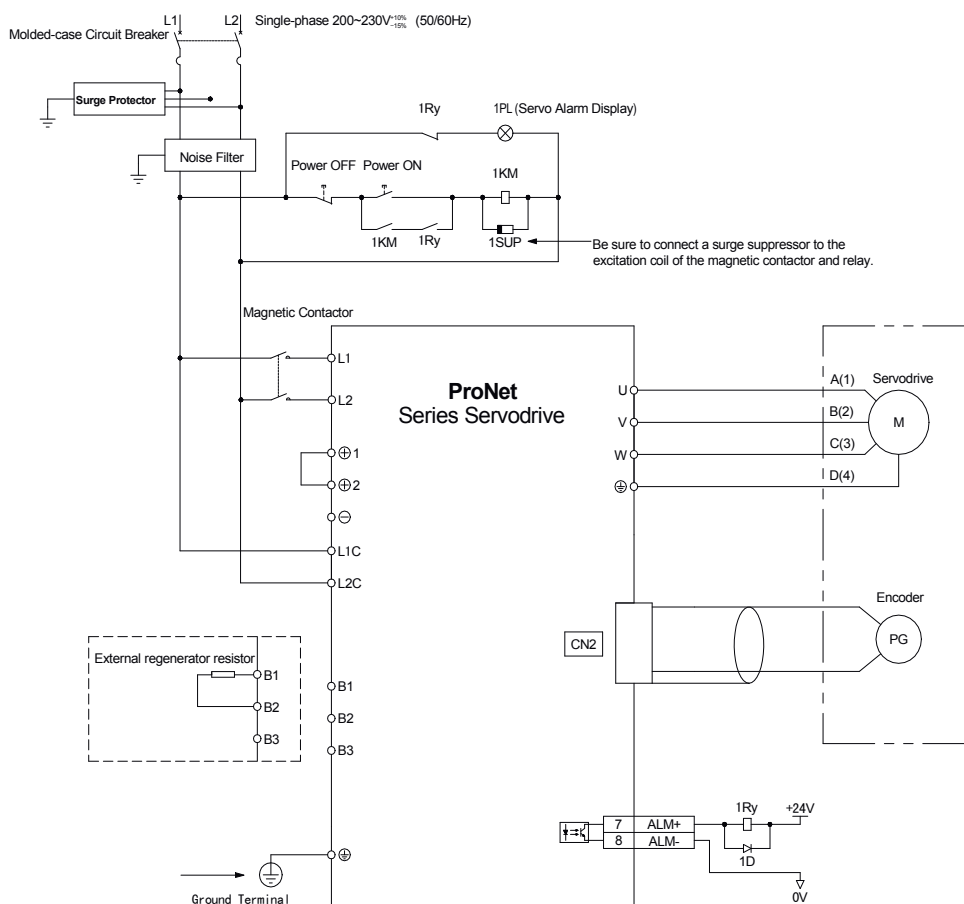 L1 L2 Single-phase 200~230V +10% -15% (50/60Hz)
Molded-case Circuit Breaker
Surge Protector
1Ry 1PL (Servo Alarm Display)
Noise Filter
Power OFF Power ON
1KM
1KM 1Ry 1SUP
Be sure to connect a surge suppressor to the
excitation coil of the magnetic contactor and relay.
Magnetic Contactor
L1
L2
1
2
L1C
L2C
ProNet
Series Servodrive
U
V
W
A(1)
B(2)
C(3)
D(4)
Servodrive
M
CN2
Encoder
PG
External regenerator resistor
B1
B2
B3
B1
B2
B3
7 ALM+
8 ALM-
1Ry +24V
1D
0V
Ground Terminal